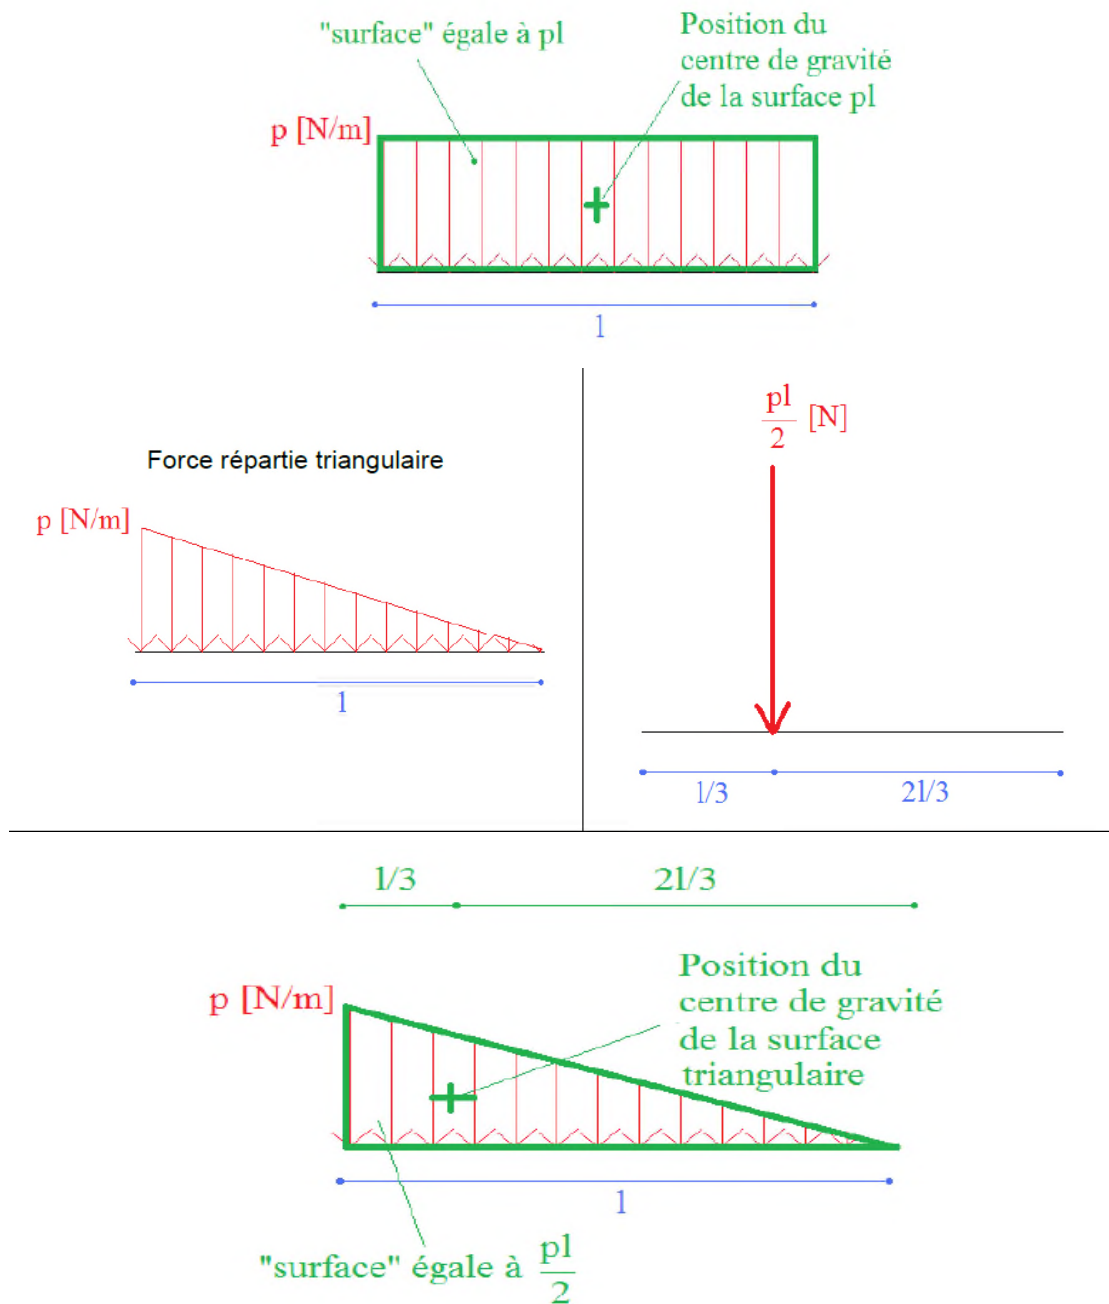 "surface" égale à pl
Position du
centre de gravité
de la surface pl
p [N/m]
l
Force répartie triangulaire
p [N/m]
l
pl
2
[N]
l/3
2l/3
l/3
2l/3
p [N/m]
Position du
centre de gravité
de la surface
triangulaire
l
"surface" égale à pl
2